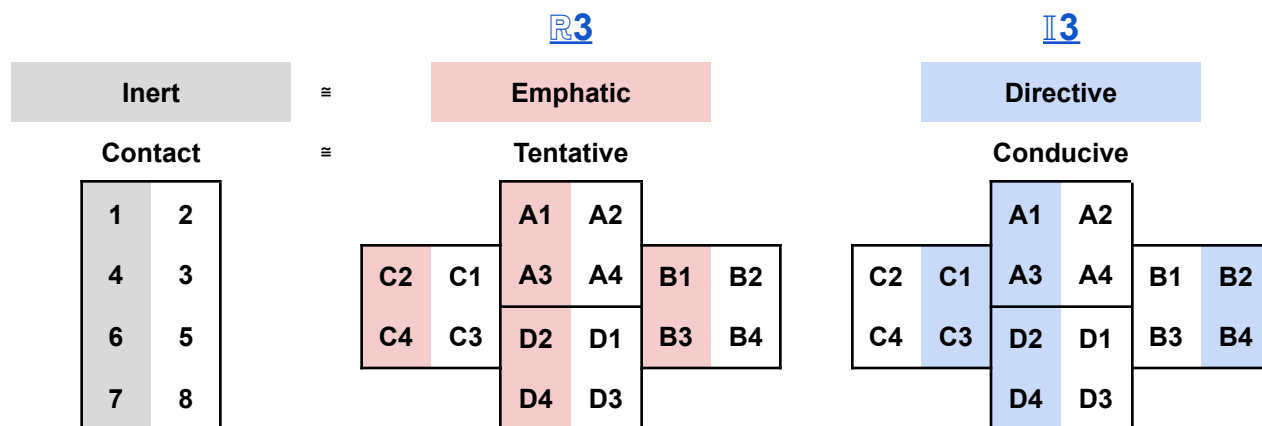 ℝ3 𝕀3
Inert ≅ Emphatic Directive
Contact ≅ Tentative Conducive
1 2 A1 A2 A1 A2
4 3 C2 C1 A3 A4 B1 B2 C2 C1 A3 A4 B1 B2
6 5 C4 C3 D2 D1 B3 B4 C4 C3 D2 D1 B3 B4
7 8 D4 D3 D4 D3